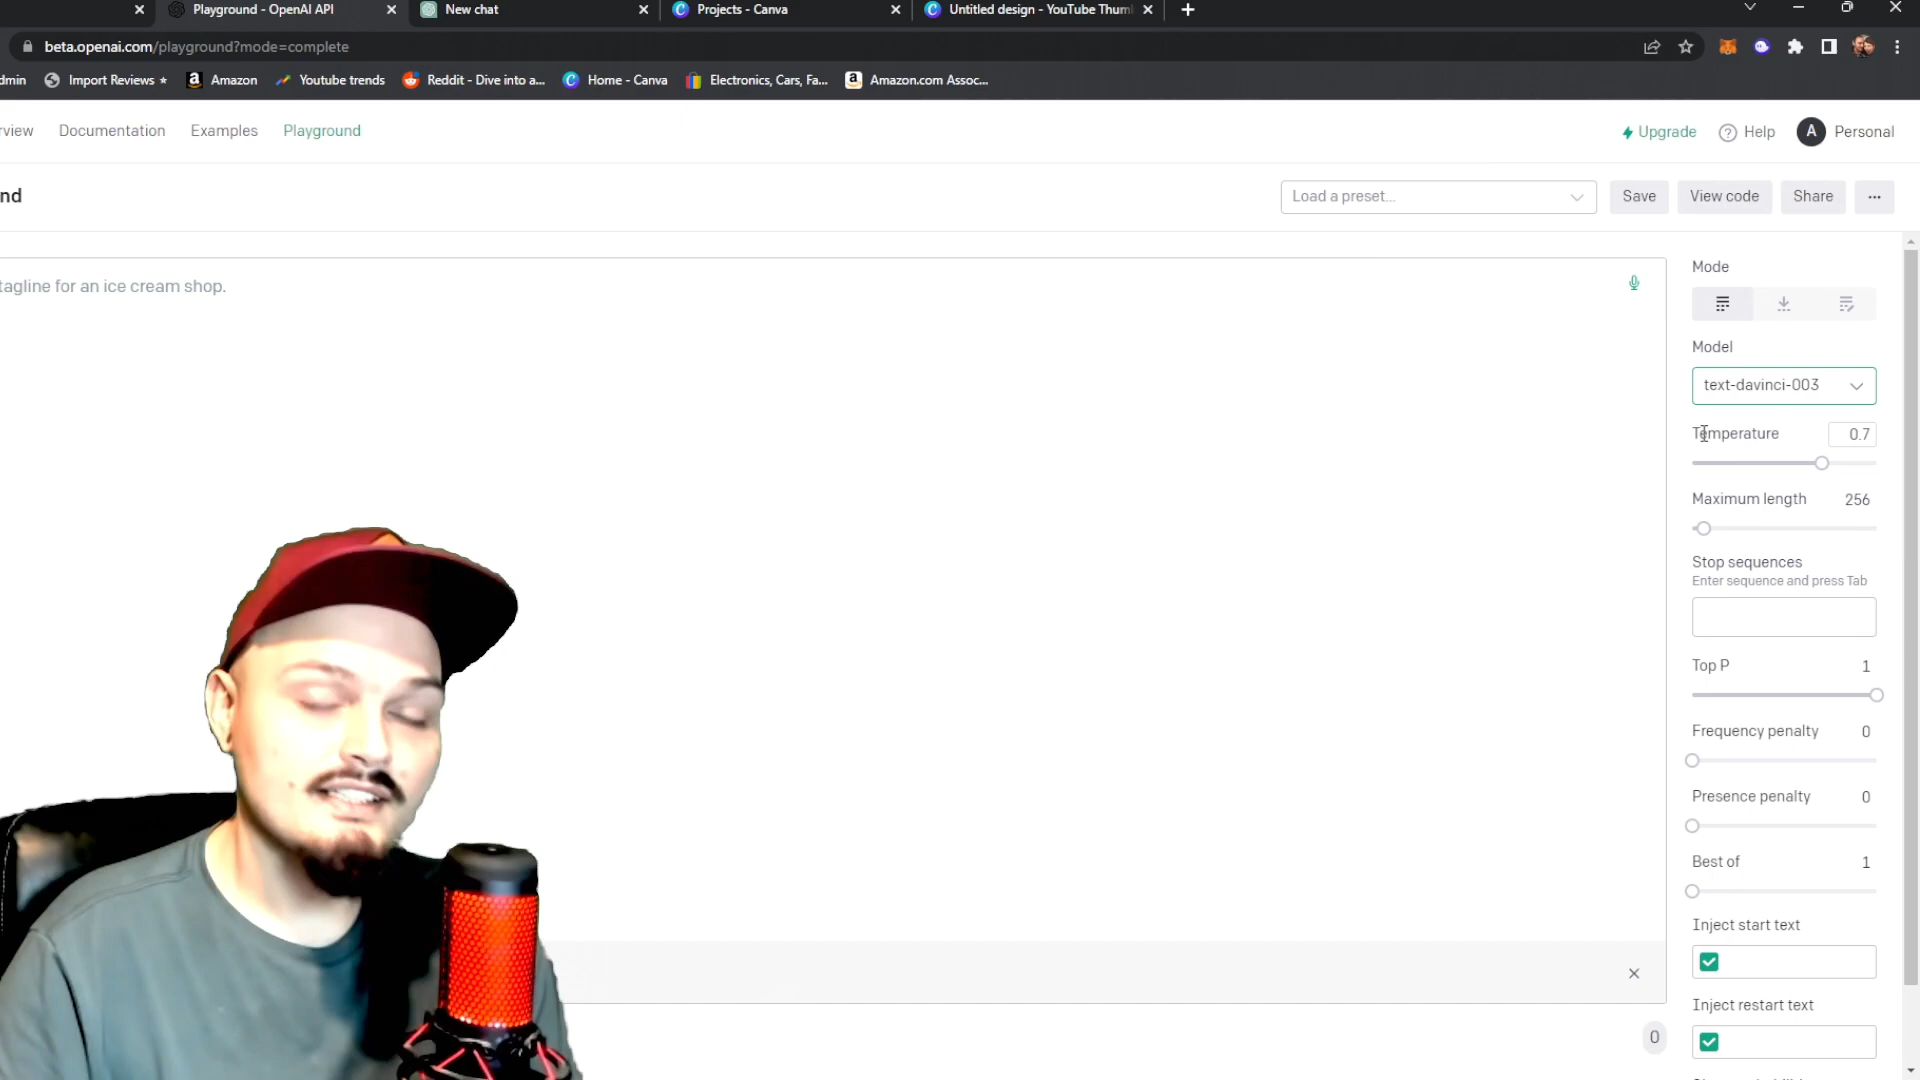 Playground - OpenAI API
New chat
Projects - Canva
Untitled design - YouTube Thum
beta.openai.com/playground?mode=complete
dmin
Import Reviews ★
Amazon
Youtube trends
Reddit - Dive into a...
Home - Canva
Electronics, Cars, Fa...
Amazon.com Assoc...
rview
Documentation
Examples
Playground
Upgrade
Help
A
Personal
nd
Load a preset...
Save
View code
Share
...
tagline for an ice cream shop.
Mode
Model
text-davinci-003
Temperature
0.7
Maximum length
256
Stop sequences
Enter sequence and press Tab
Top P
1
Frequency penalty
0
Presence penalty
0
Best of
1
Inject start text
Inject restart text
0